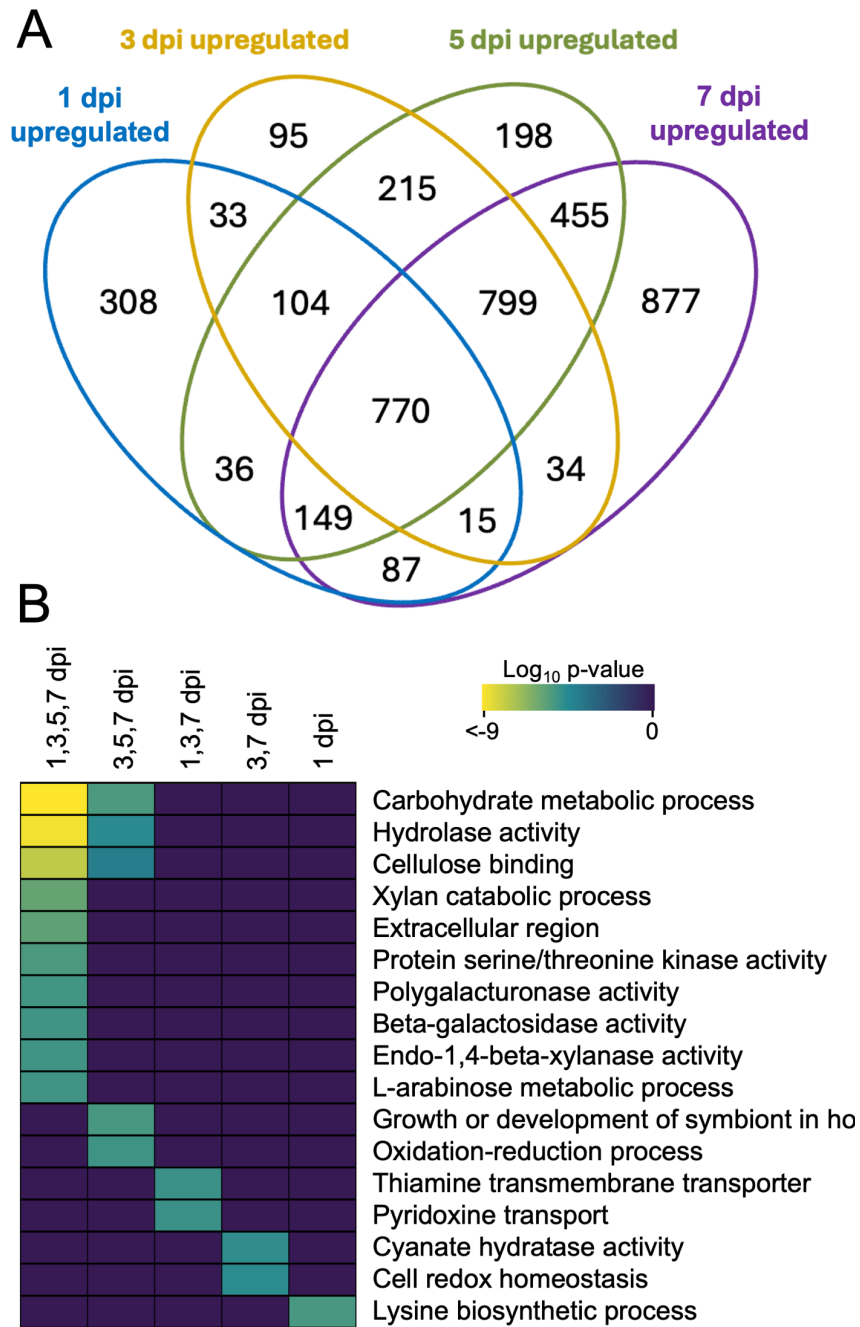 A
3 dpi upregulated
5 dpi upregulated
1 dpi
upregulated
7 dpi
upregulated
95
198
215
33
455
308
104
799
877
770
36
34
149
15
87
B
1,3,5,7 dpi
3,5,7 dpi
1,3,7 dpi
3,7 dpi
1 dpi
Log10 p-value
<-9
0
Carbohydrate metabolic process
Hydrolase activity
Cellulose binding
Xylan catabolic process
Extracellular region
Protein serine/threonine kinase activity
Polygalacturonase activity
Beta-galactosidase activity
Endo-1,4-beta-xylanase activity
L-arabinose metabolic process
Growth or development of symbiont in ho
Oxidation-reduction process
Thiamine transmembrane transporter
Pyridoxine transport
Cyanate hydratase activity
Cell redox homeostasis
Lysine biosynthetic process